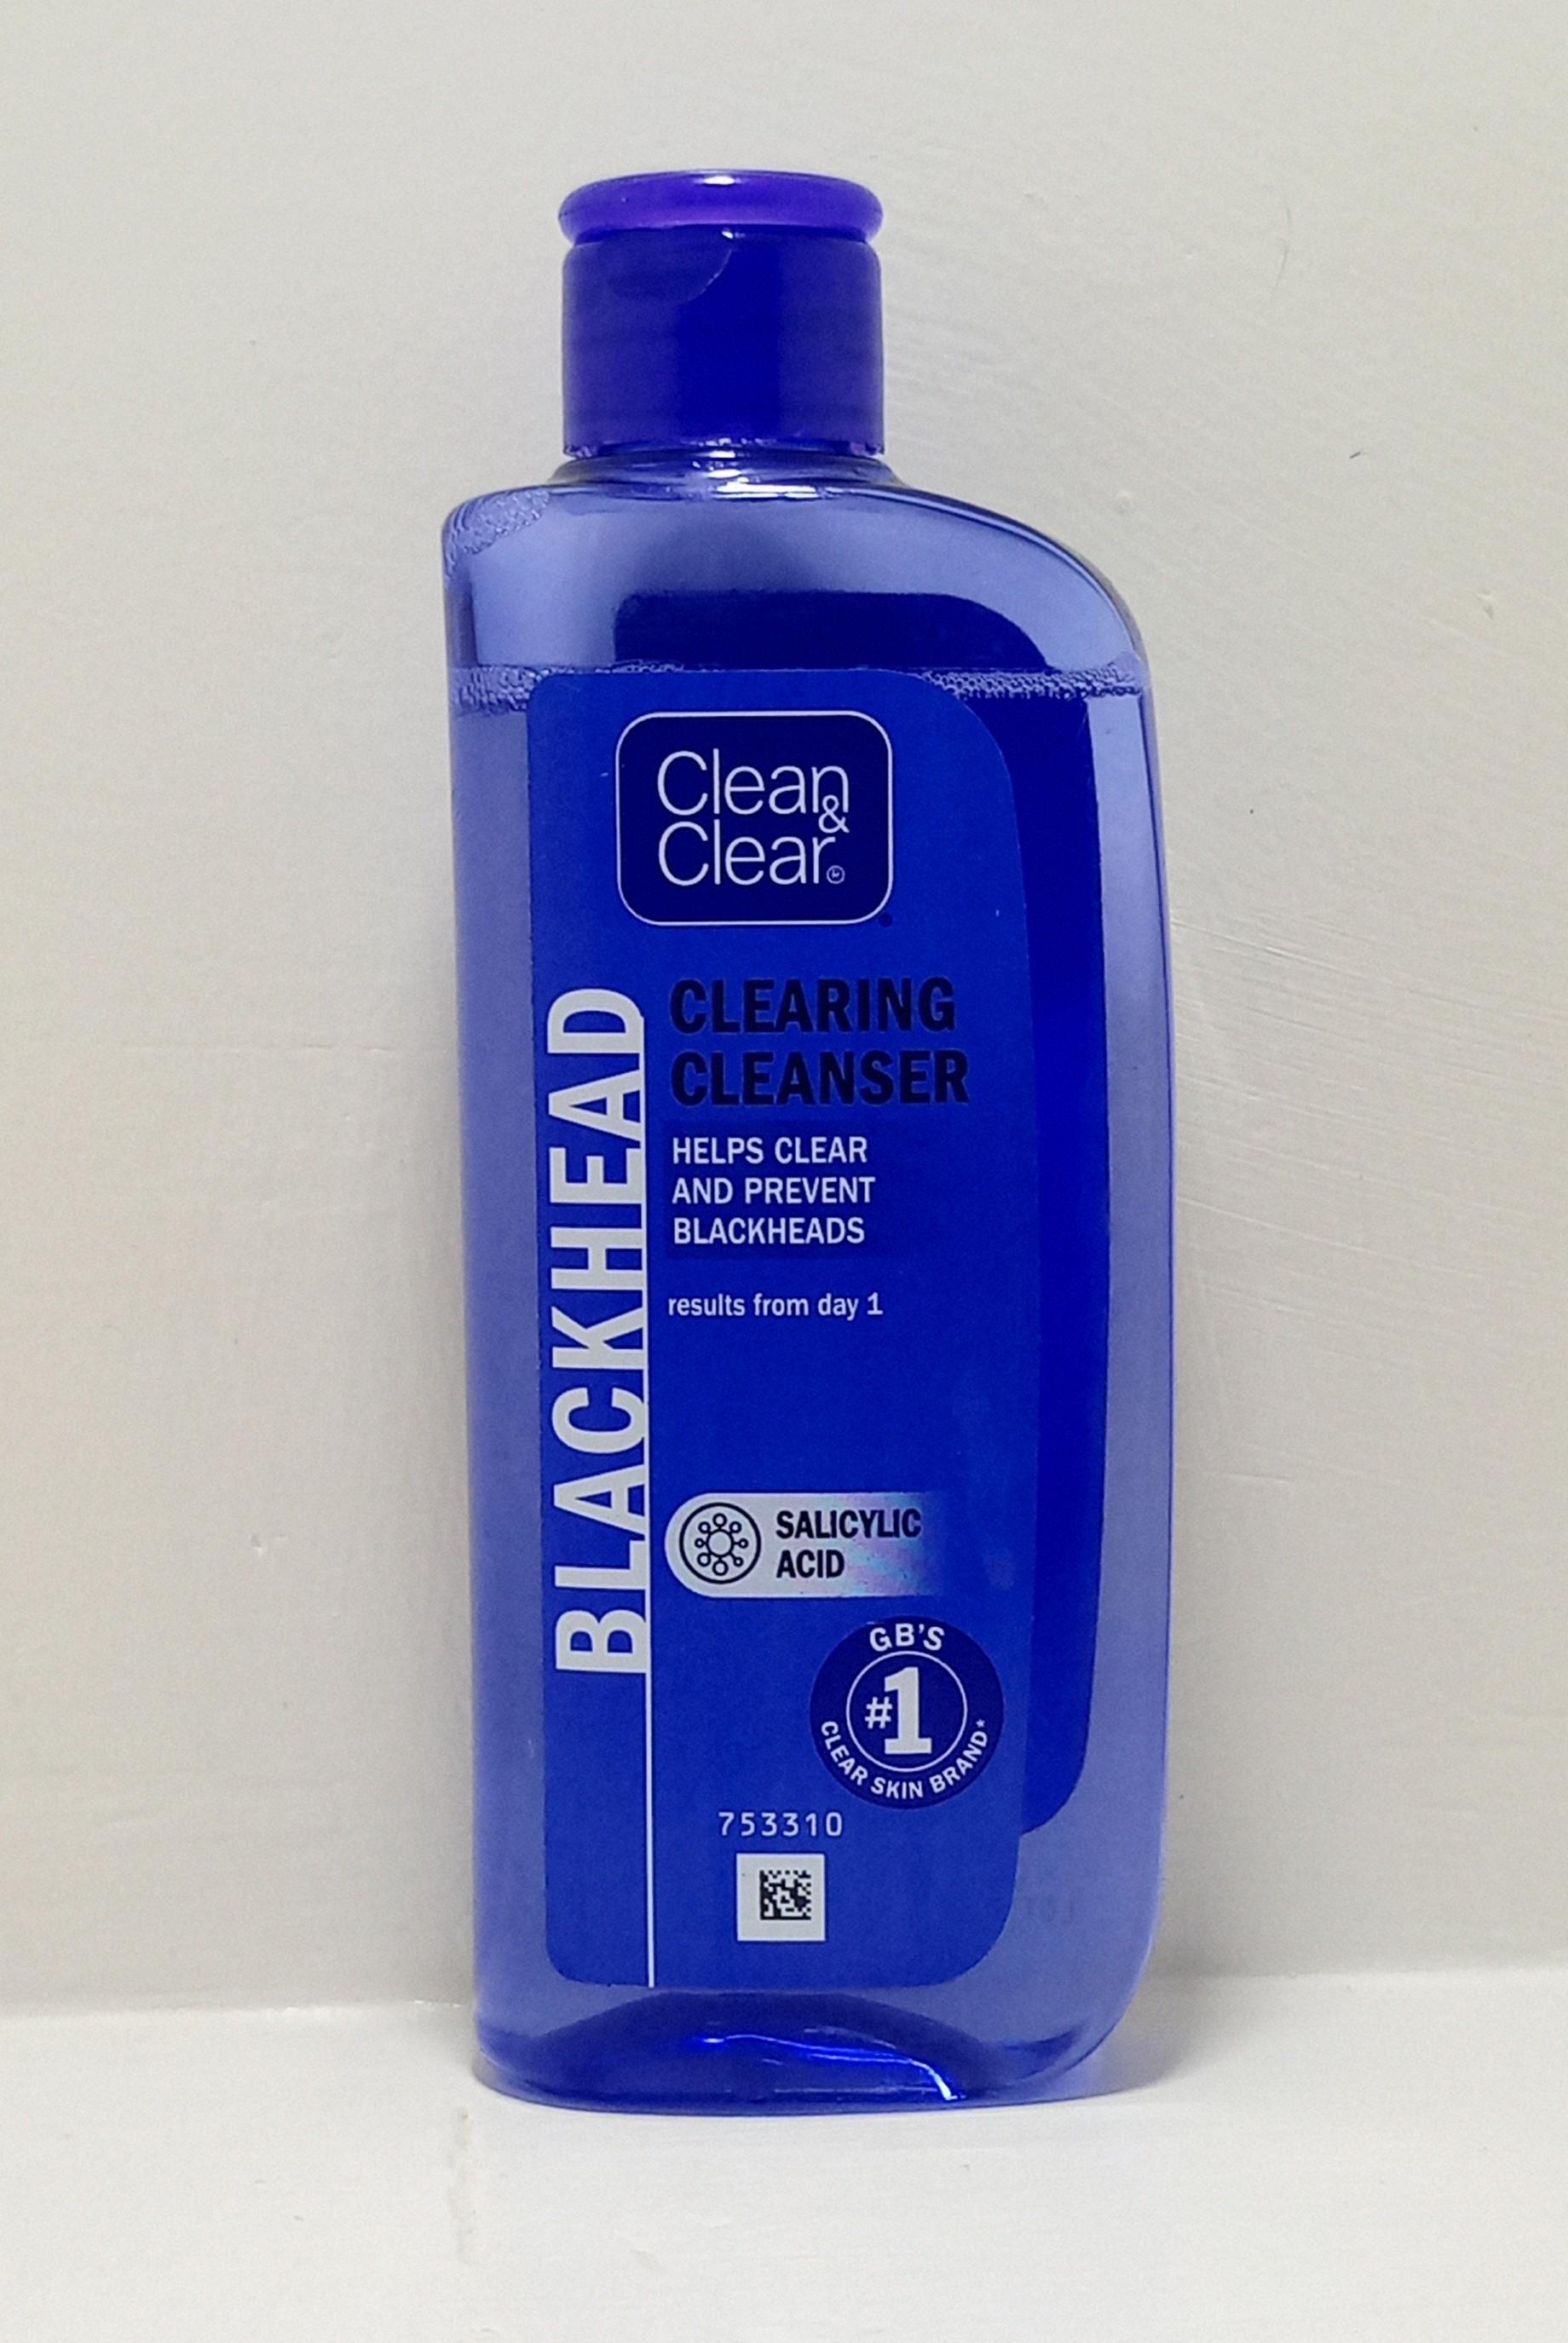 Clean
&
Clear®
BLACKHEAD
CLEARING
CLEANSER
HELPS CLEAR
AND PREVENT
BLACKHEADS
results from day 1
SALICYLIC
ACID
GB'S
#1
CLEAR SKIN BRAND*
753310